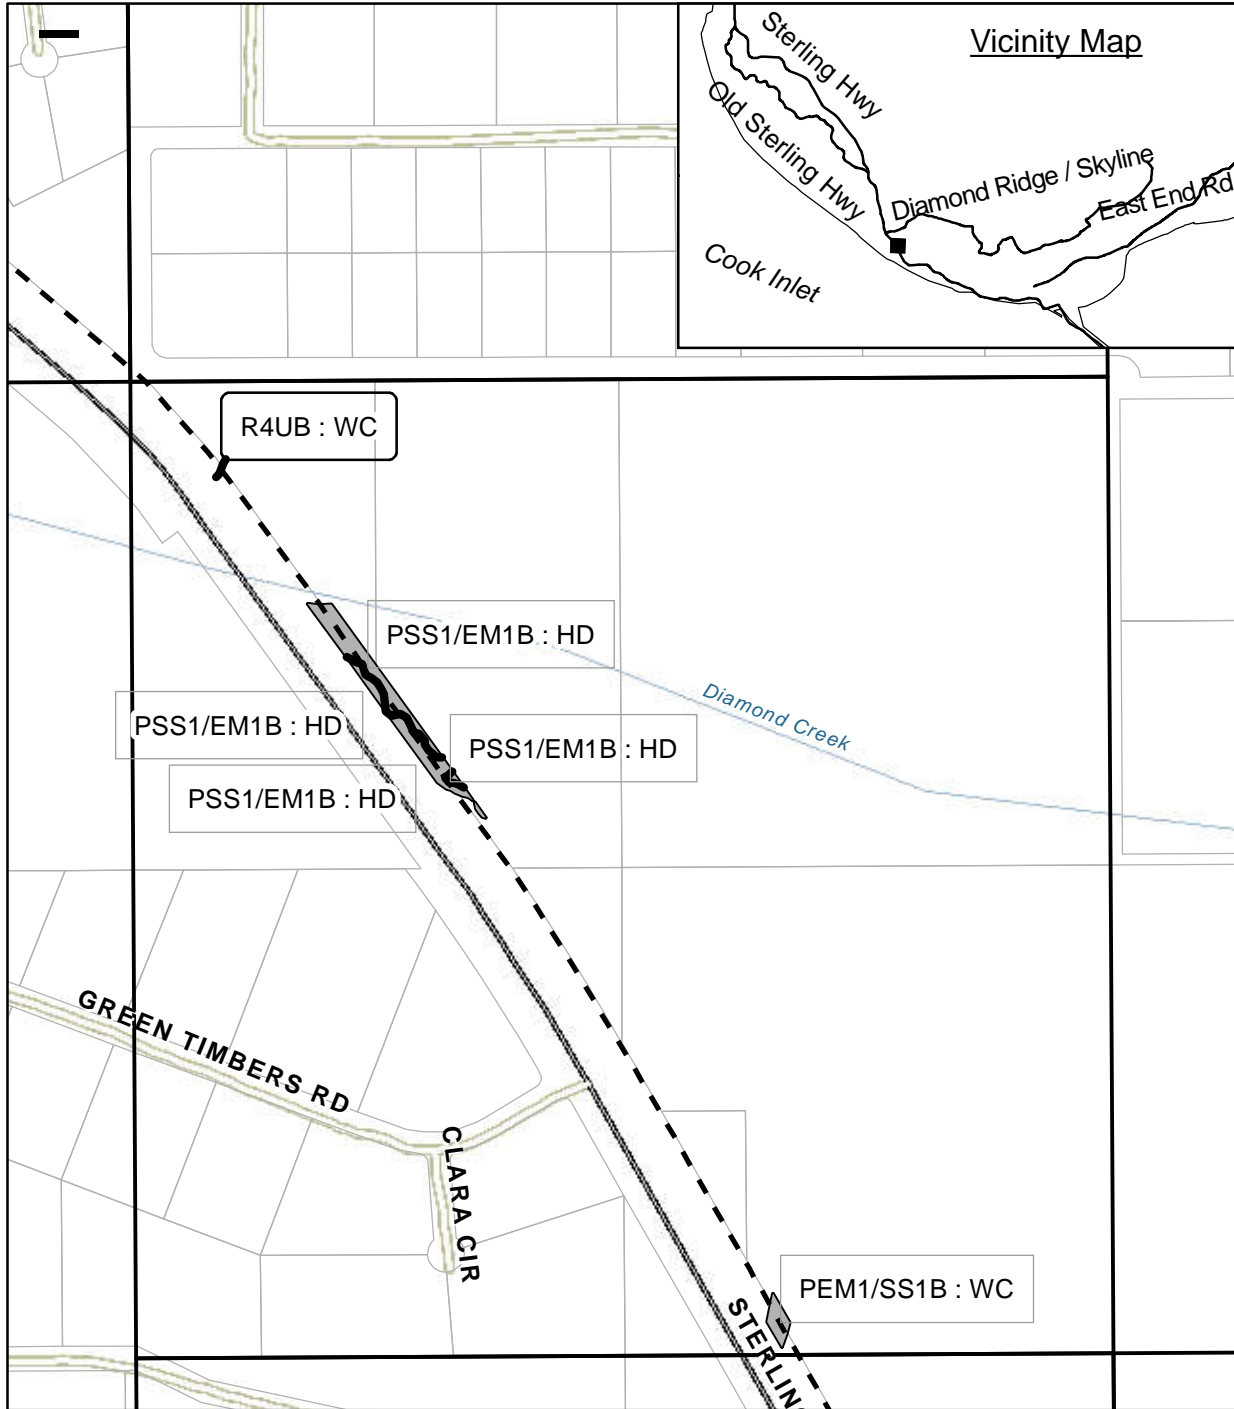 Vicinity Map
Sterling Hwy
Old Sterling Hwy
Diamond Ridge / Skyline
East End Rd
Cook Inlet
R4UB : WC
PSS1/EM1B : HD
PSS1/EM1B : HD
PSS1/EM1B : HD
PSS1/EM1B : HD
Diamond Creek
GREEN TIMBERS RD
CLARA CIR
PEM1/SS1B : WC
STERLING